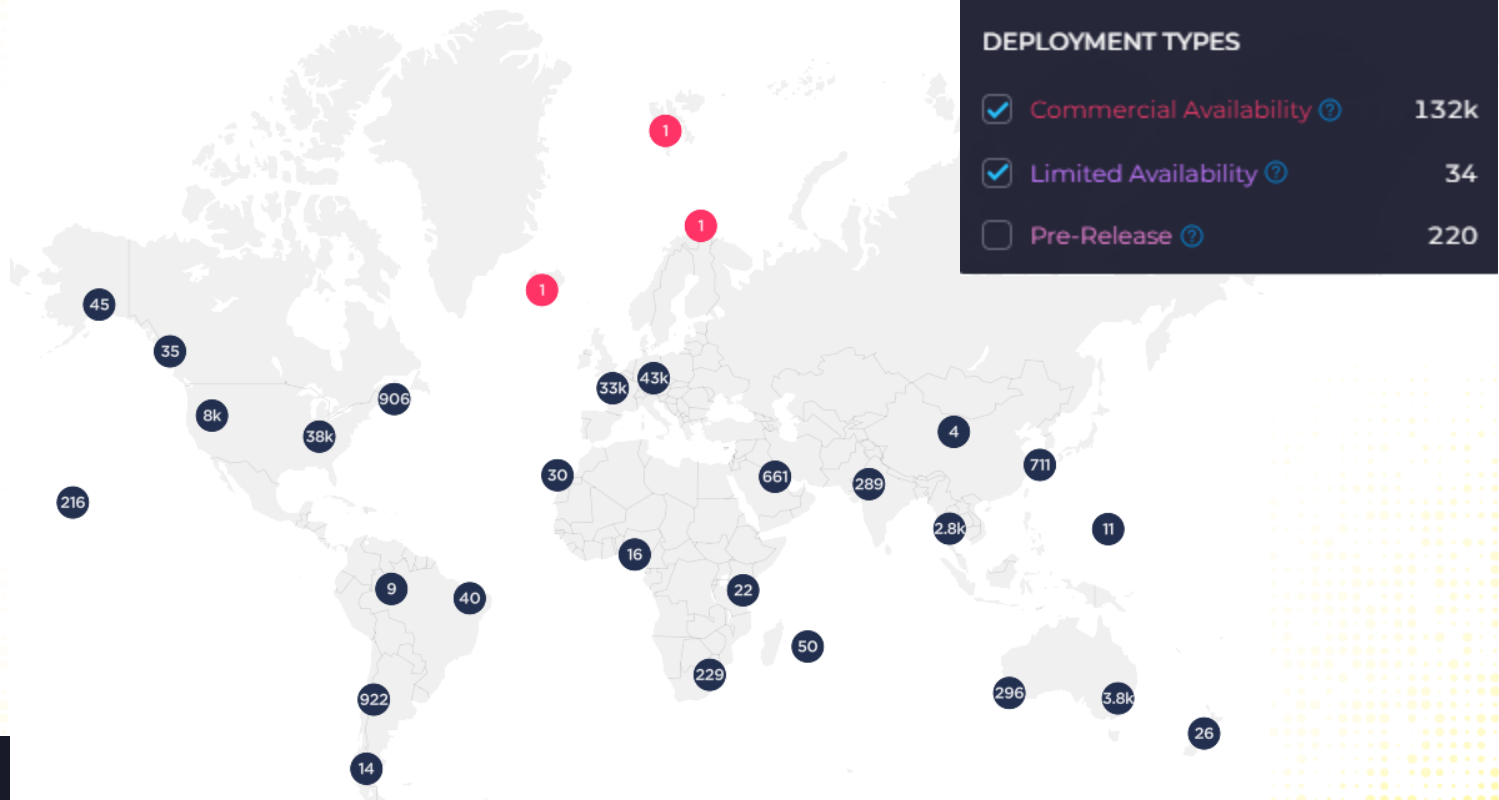 DEPLOYMENT TYPES
Commercial Availability ? 132k
Limited Availability ? 34
Pre-Release ? 220
1
1
1
45
35
906
8k
38k
33k
43k
4
711
30
661
289
216
2.8k
11
16
9
40
22
50
229
922
296
3.8k
26
14